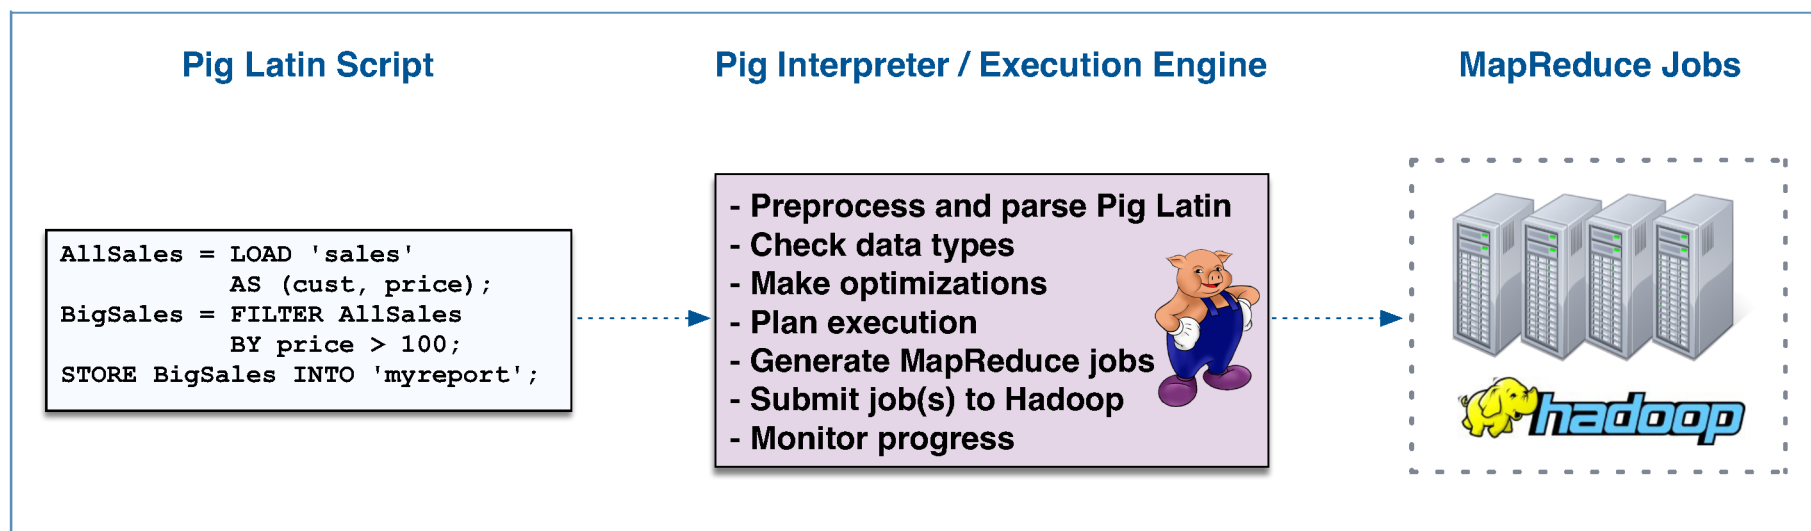 Pig Latin Script
AllSales = LOAD 'sales'
AS (cust, price);
BigSales = FILTER AllSales
BY price > 100;
STORE BigSales INTO 'myreport';
Pig Interpreter / Execution Engine
- Preprocess and parse Pig Latin
- Check data types
- Make optimizations
- Plan execution
- Generate MapReduce jobs
- Submit job(s) to Hadoop
- Monitor progress
MapReduce Jobs
hadoop